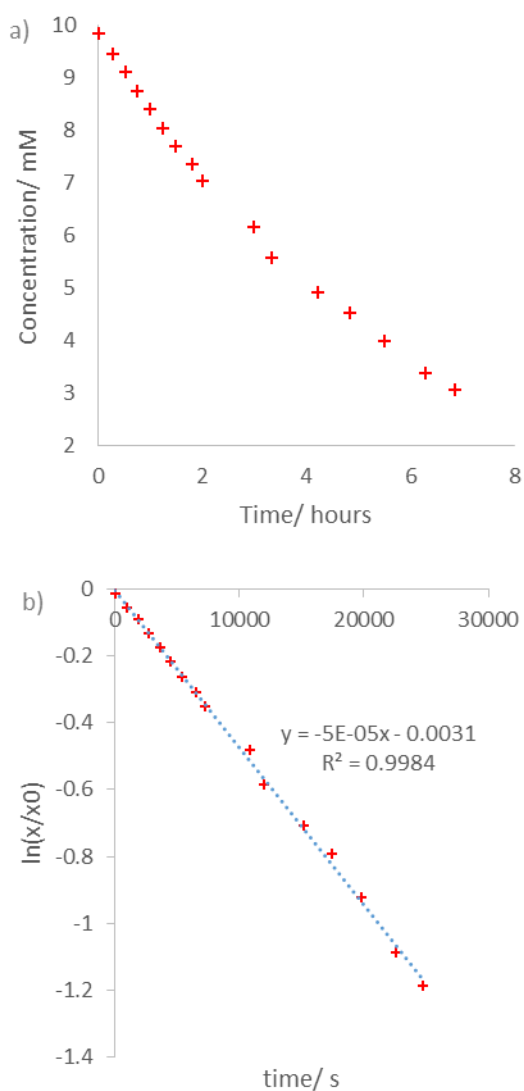 a)
10
9
8
7
6
5
4
3
2
Concentration/ mM
0 2 4 6 8
Time/ hours
b)
0
-0.2
-0.4
-0.6
-0.8
-1
-1.2
-1.4
ln(x/x0)
0 10000 20000 30000
y = -5E-05x - 0.0031
R² = 0.9984
time/ s